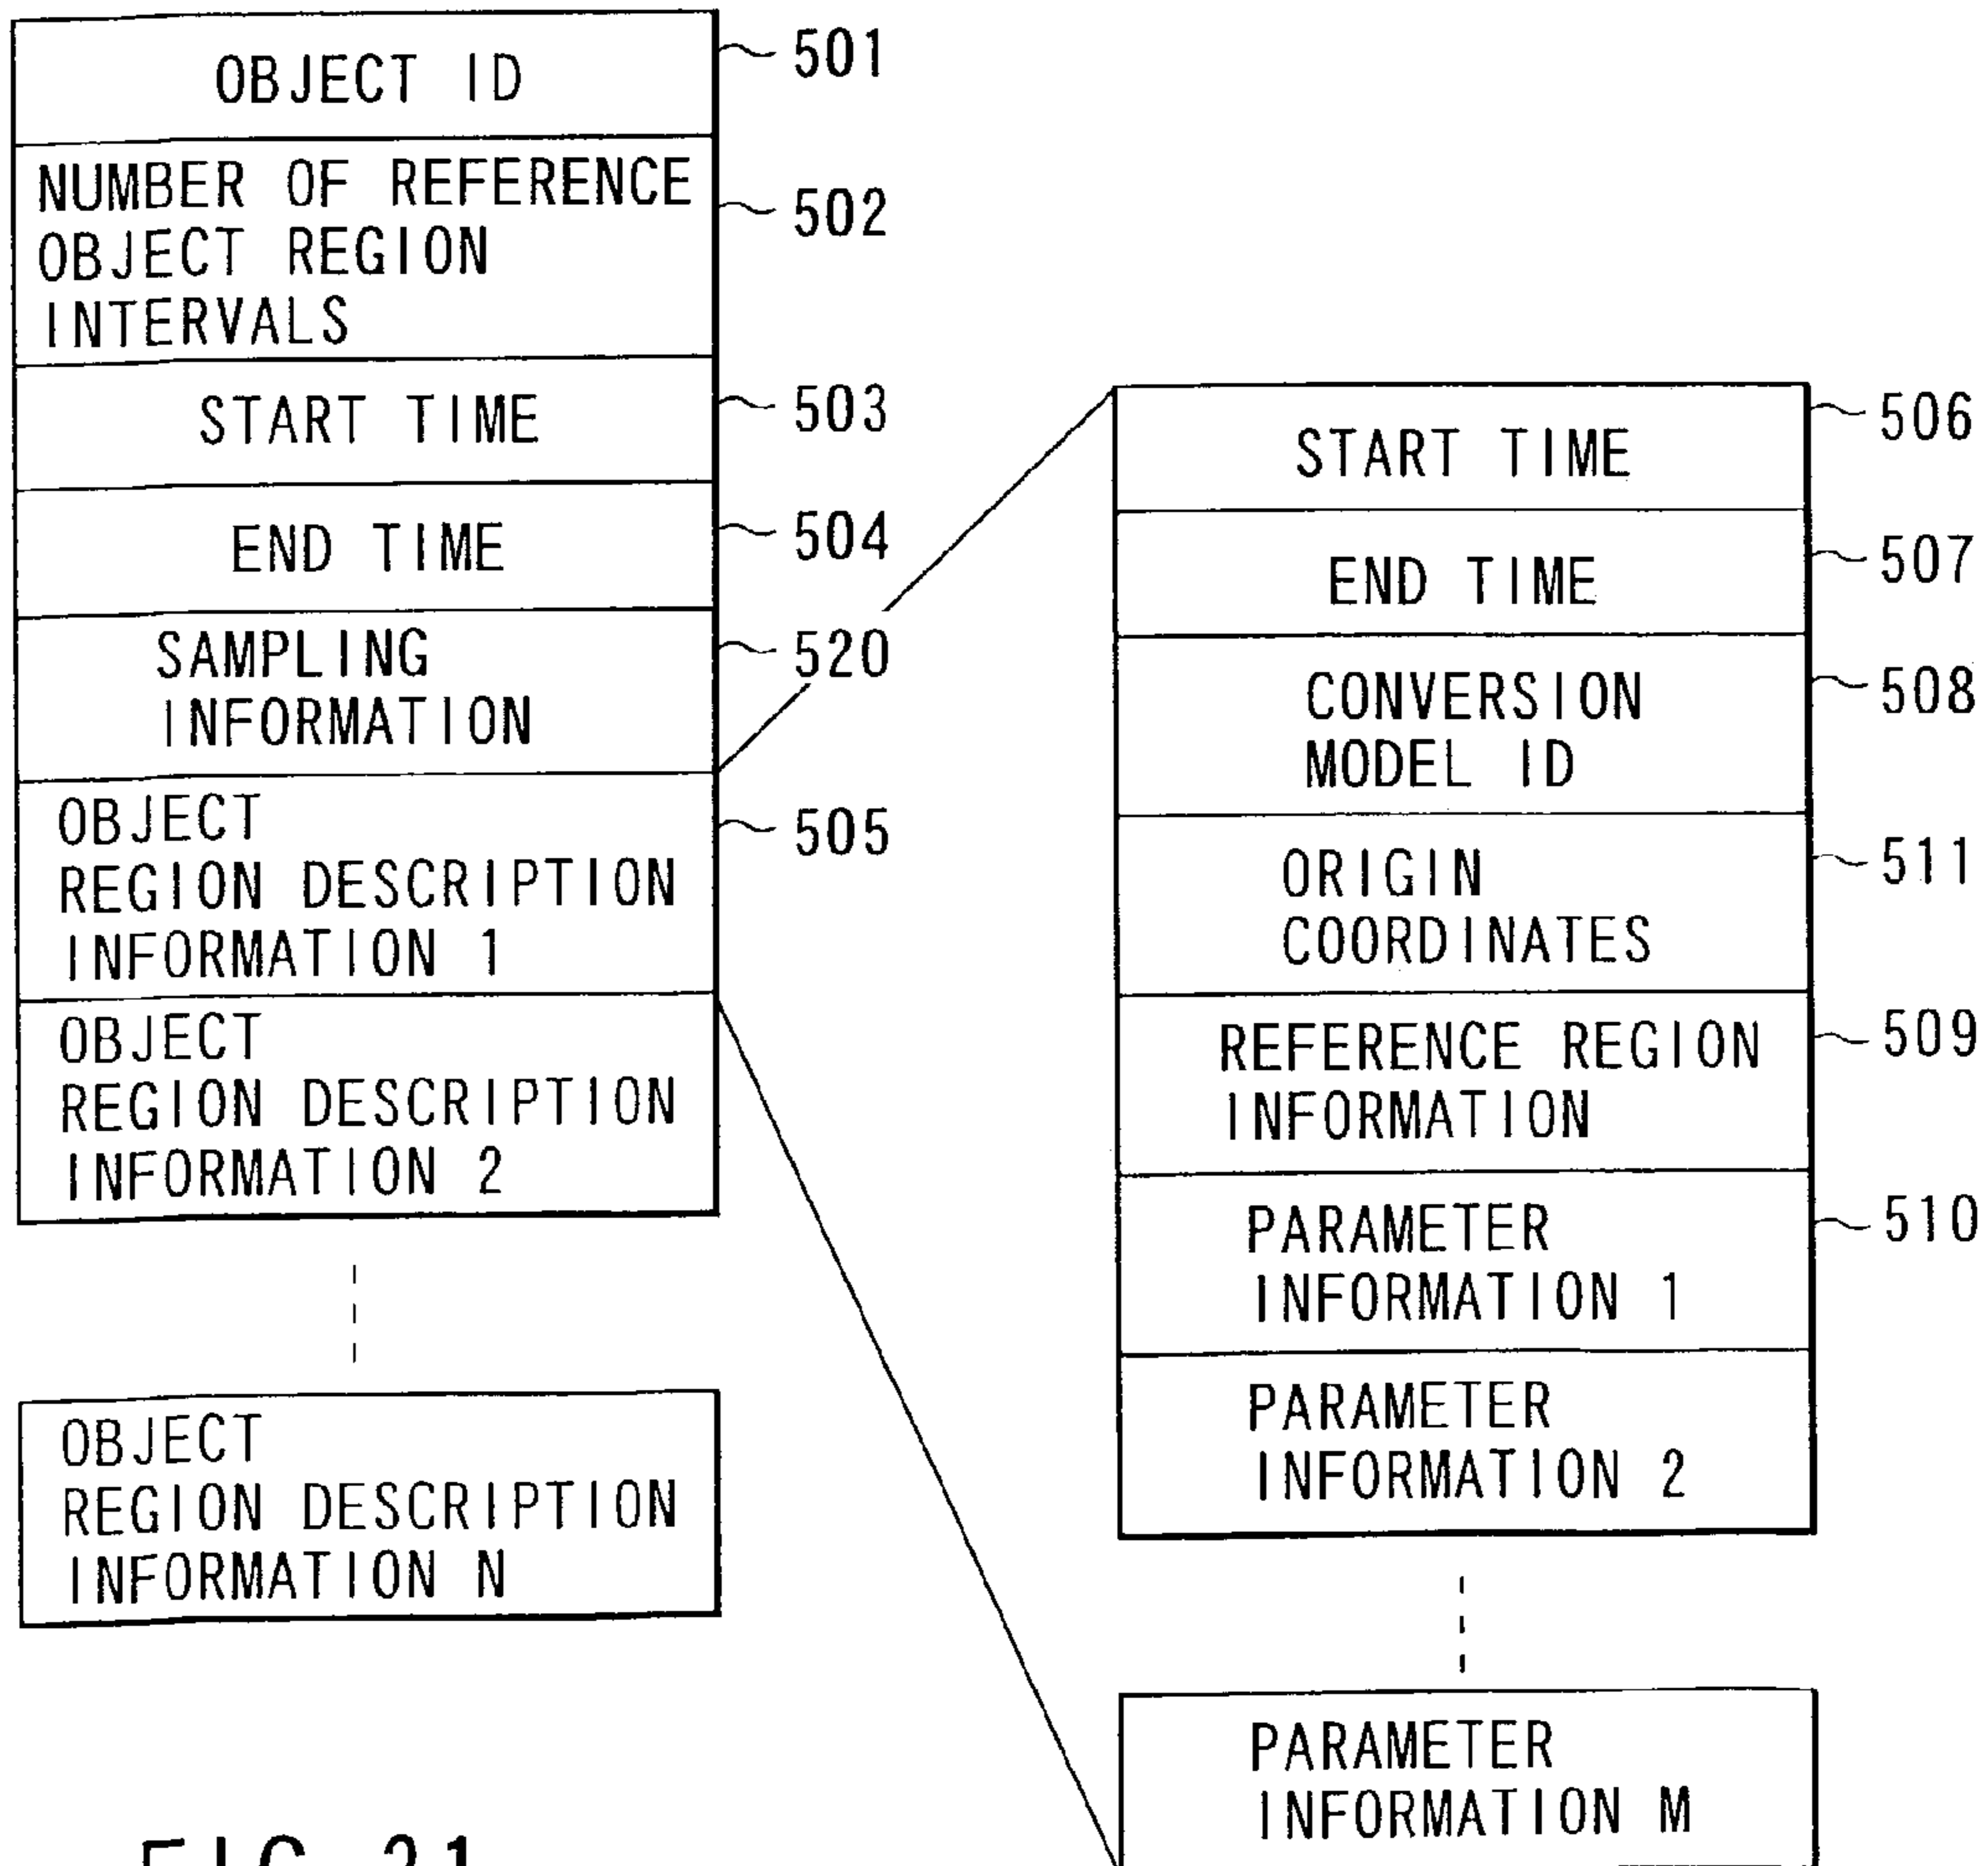 OBJECT ID
501
NUMBER OF REFERENCE
OBJECT REGION
INTERVALS
502
START TIME
503
END TIME
504
SAMPLING
INFORMATION
520
OBJECT
REGION DESCRIPTION
INFORMATION 1
505
OBJECT
REGION DESCRIPTION
INFORMATION 2
OBJECT
REGION DESCRIPTION
INFORMATION N
START TIME
506
END TIME
507
CONVERSION
MODEL ID
508
ORIGIN
COORDINATES
511
REFERENCE REGION
INFORMATION
509
PARAMETER
INFORMATION 1
510
PARAMETER
INFORMATION 2
PARAMETER
INFORMATION M
FIG. 21